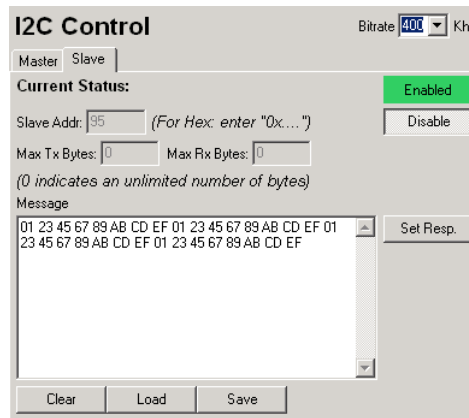 I2C Control
Bitrate 400 Kh
Master Slave
Current Status:
Enabled
Slave Addr: 95 (For Hex: enter "0x....")
Disable
Max Tx Bytes: 0 Max Rx Bytes: 0
(0 indicates an unlimited number of bytes)
Message
01 23 45 67 89 AB CD EF 01 23 45 67 89 AB CD EF 01
23 45 67 89 AB CD EF 01 23 45 67 89 AB CD EF
Set Resp.
Clear Load Save